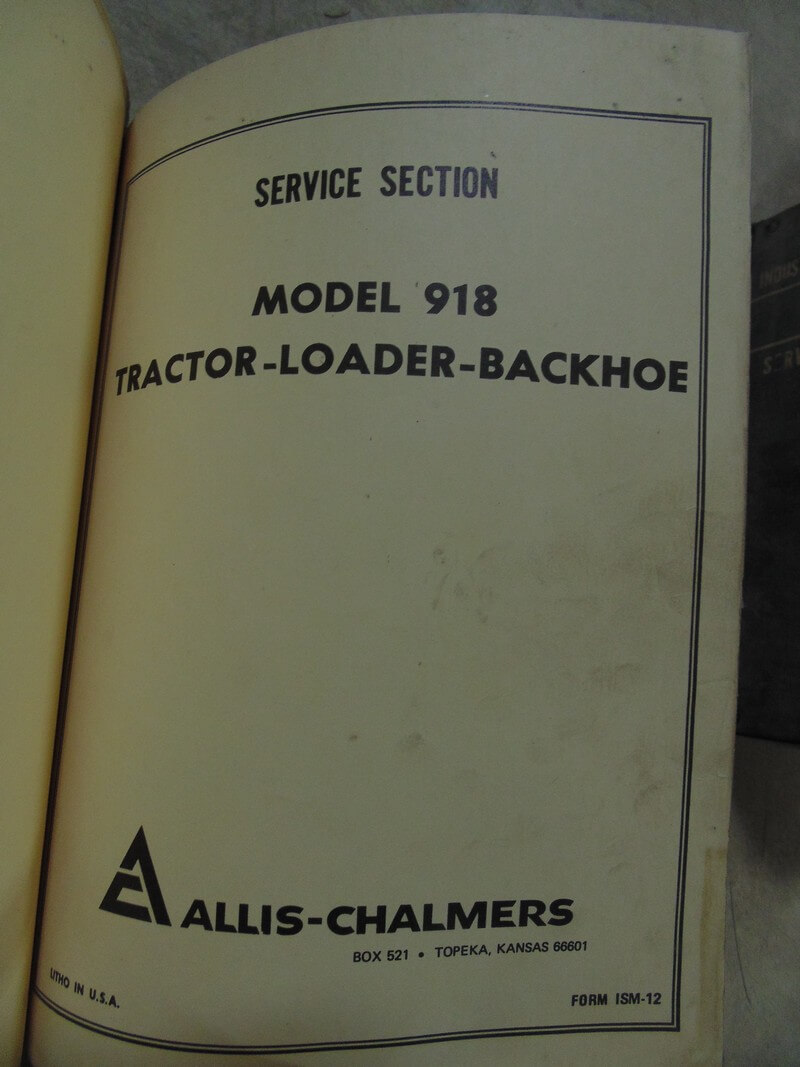 SERVICE SECTION
MODEL 918
TRACTOR-LOADER-BACKHOE
ALLIS-CHALMERS
BOX 521 • TOPEKA, KANSAS 66601
LITHO IN U.S.A.
FORM ISM-12